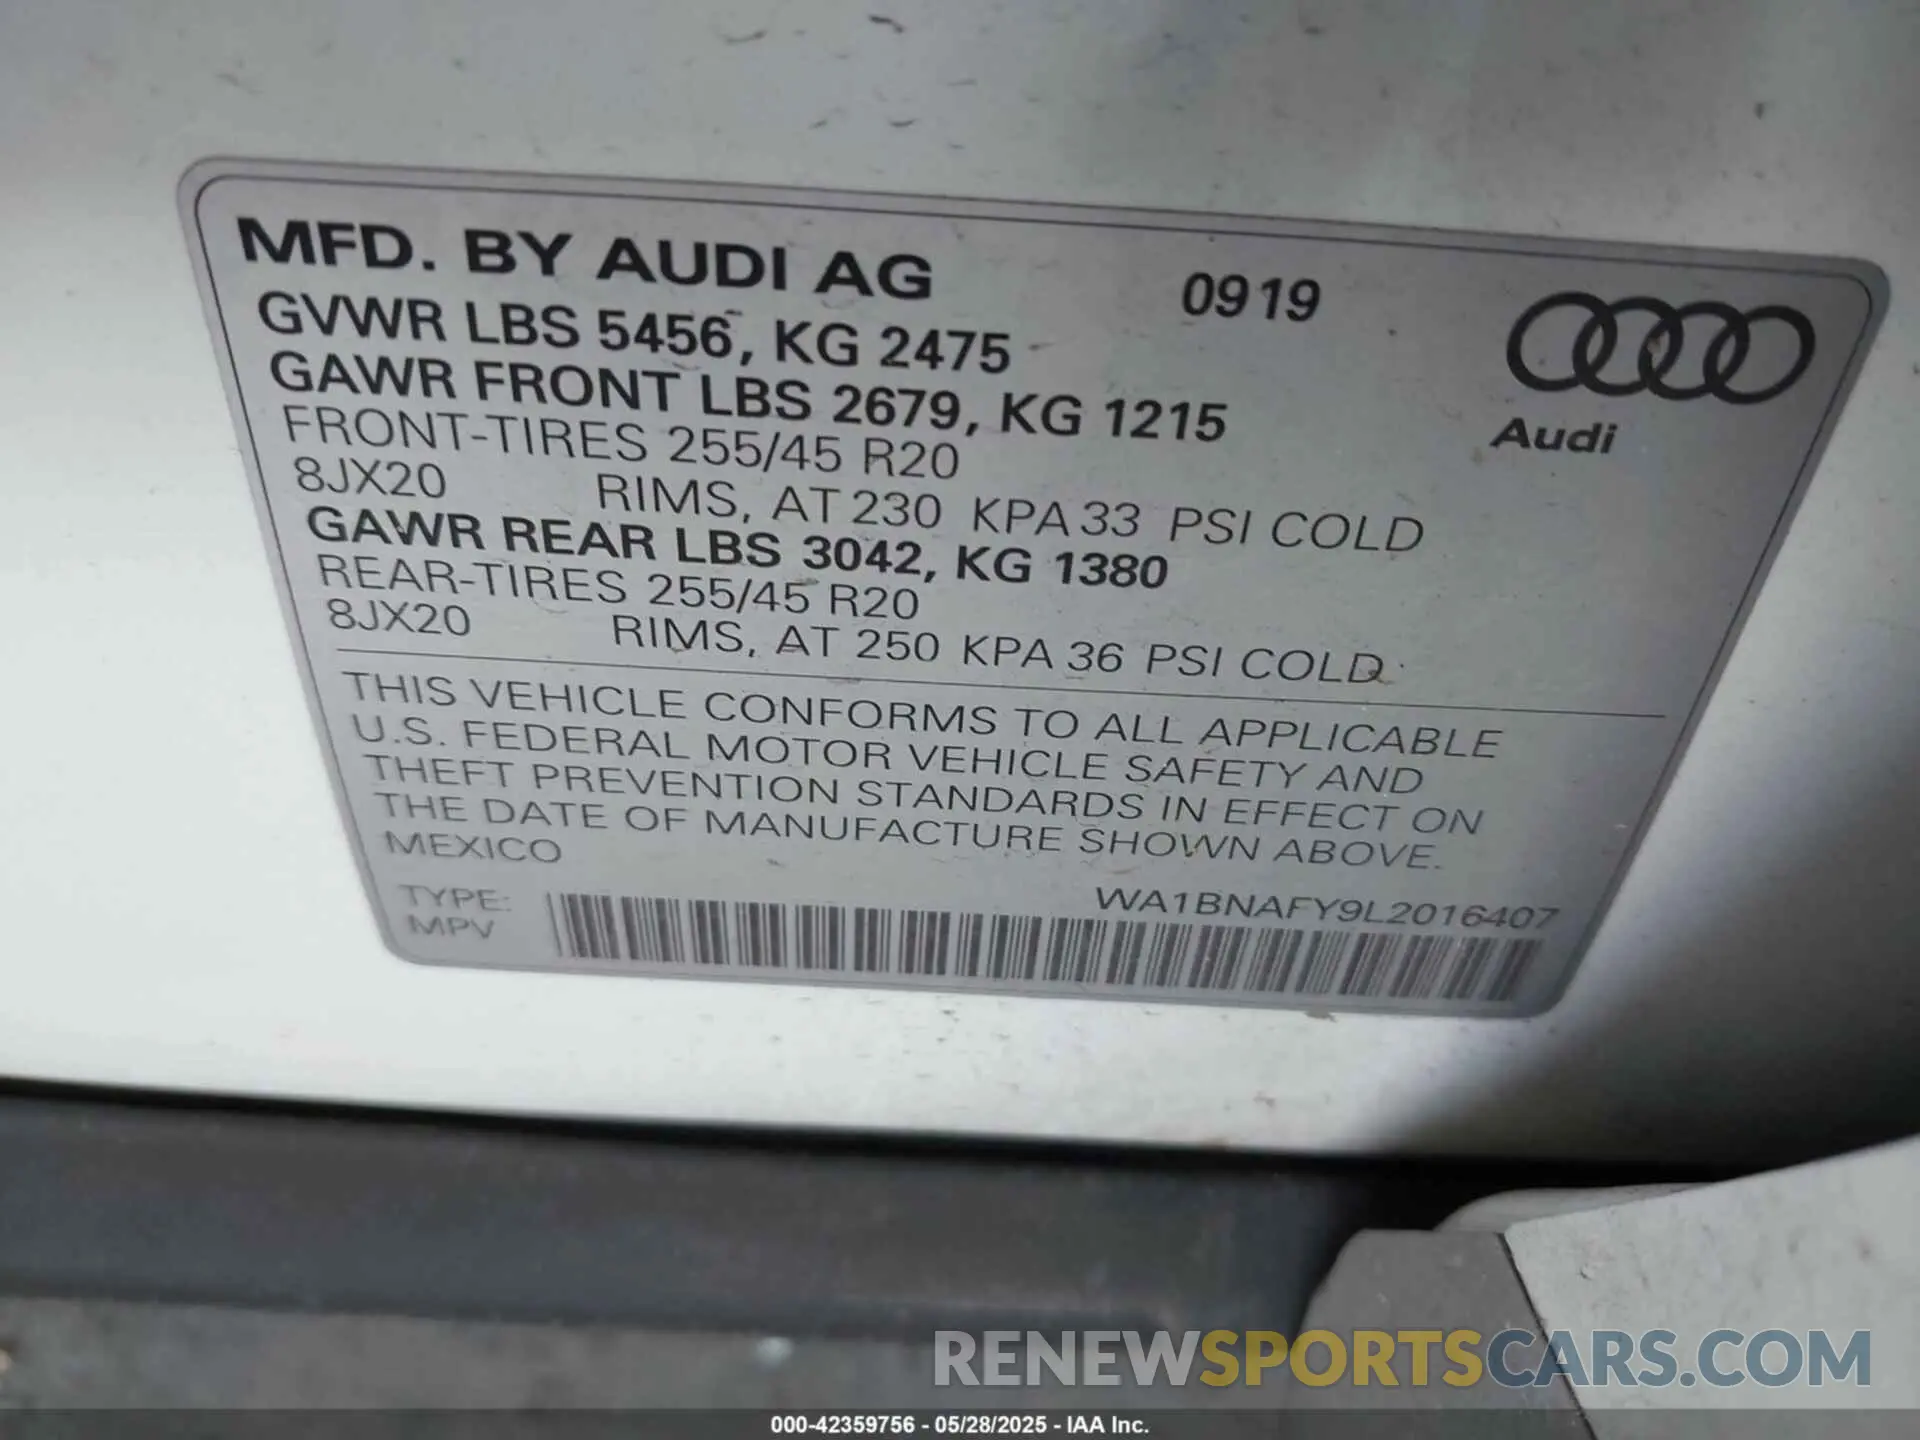 MFD. BY AUDI AG 0919
GVWR LBS 5456, KG 2475
GAWR FRONT LBS 2679, KG 1215
Audi
FRONT-TIRES 255/45 R20
8JX20 RIMS, AT 230 KPA 33 PSI COLD
GAWR REAR LBS 3042, KG 1380
REAR-TIRES 255/45 R20
8JX20 RIMS, AT 250 KPA 36 PSI COLD
THIS VEHICLE CONFORMS TO ALL APPLICABLE
U.S. FEDERAL MOTOR VEHICLE SAFETY AND
THEFT PREVENTION STANDARDS IN EFFECT ON
THE DATE OF MANUFACTURE SHOWN ABOVE.
MEXICO
TYPE: WA1BNAFY9L2016407
MPV
RENEWSPORTSCARS.COM
000-42359756 - 05/28/2025 - IAA Inc.